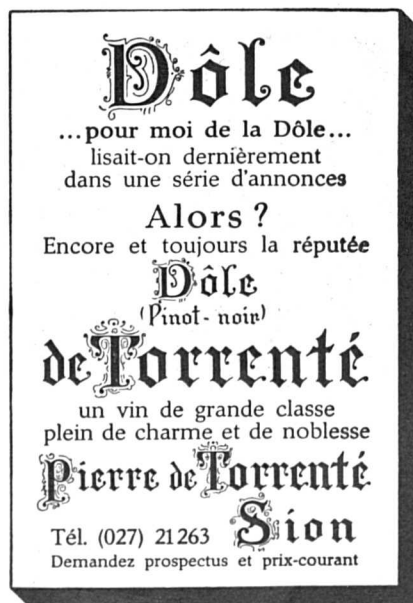 Dôle
...pour moi de la Dôle...
lisait-on dernièrement
dans une série d'annonces
Alors ?
Encore et toujours la réputée
Dôle
(Pinot-noir)
de Torrenté
un vin de grande classe
plein de charme et de noblesse
Pierre de Torrenté
Tél. (027) 21263 Sion
Demandez prospectus et prix-courant